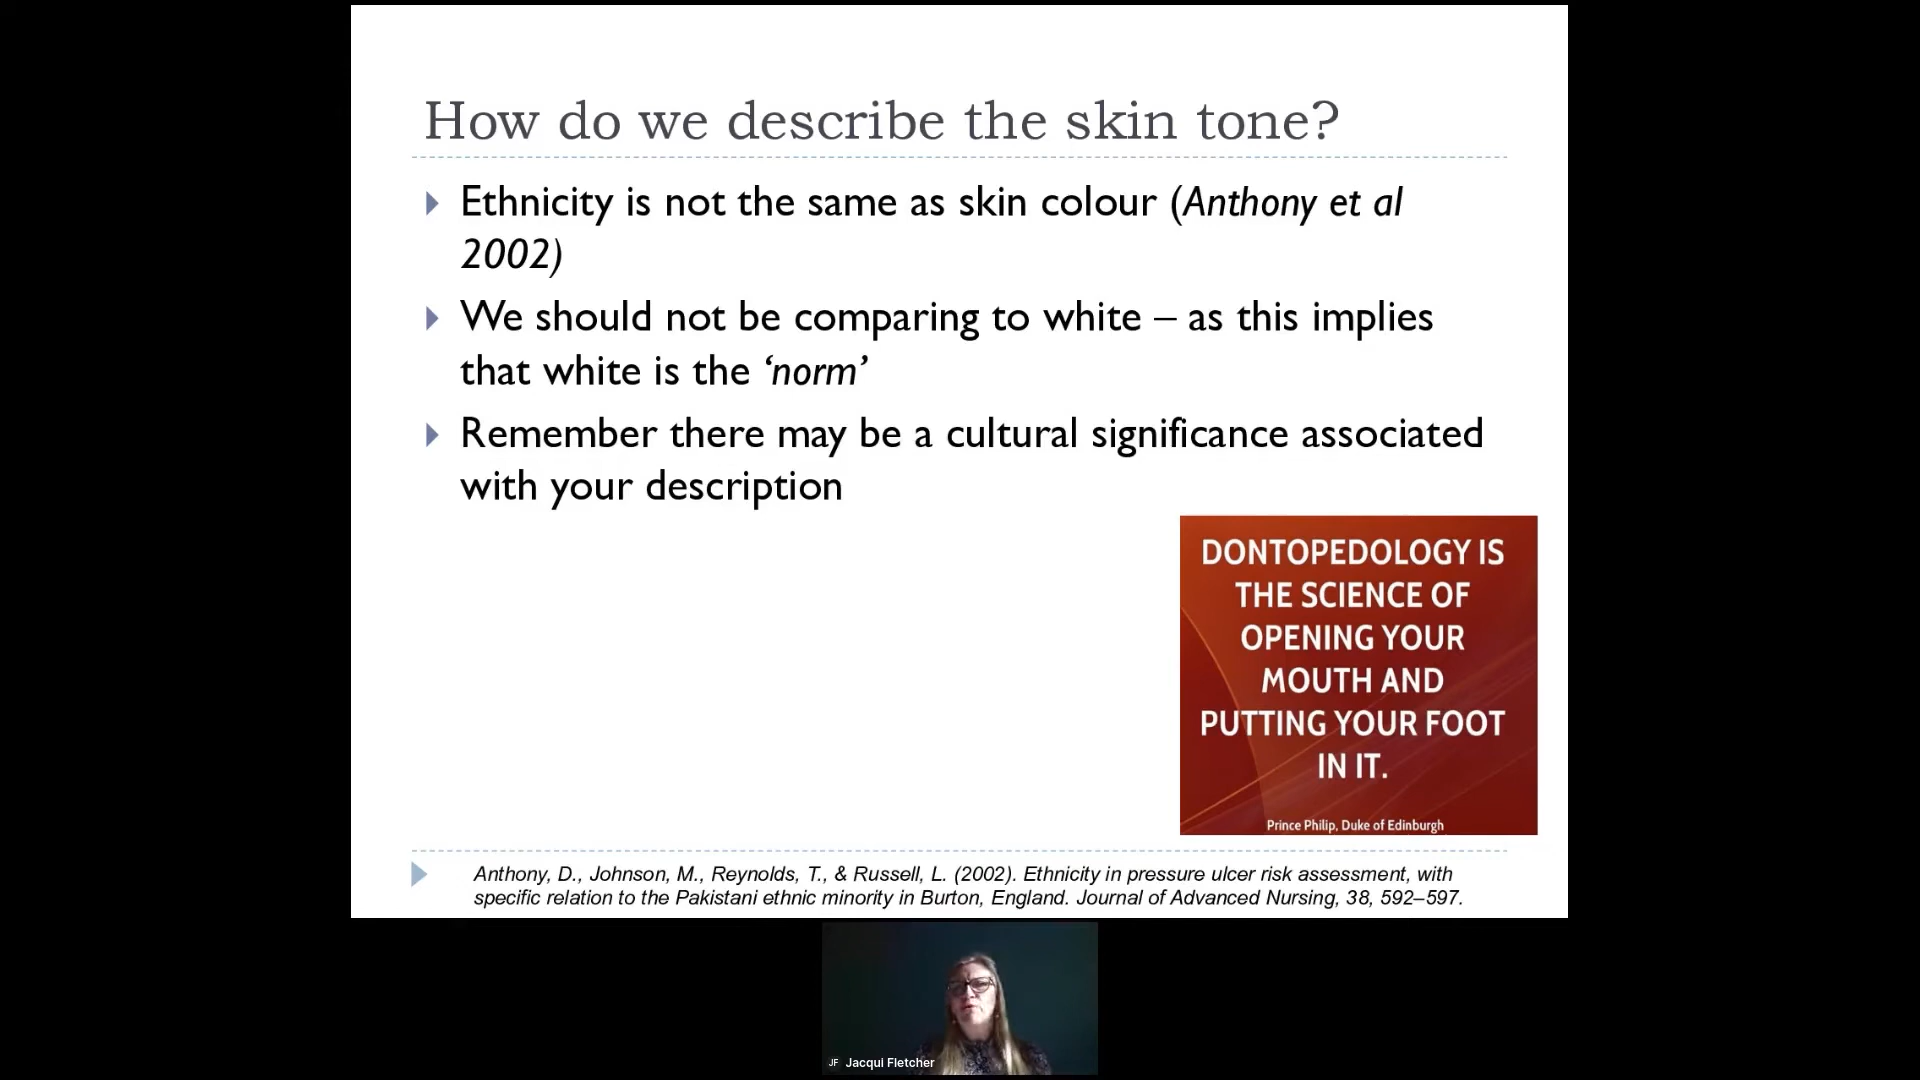 How do we describe the skin tone?
Ethnicity is not the same as skin colour (Anthony et al
2002)
We should not be comparing to white – as this implies
that white is the ‘norm’
Remember there may be a cultural significance associated
with your description
DONTOPEDOLOGY IS
THE SCIENCE OF
OPENING YOUR
MOUTH AND
PUTTING YOUR FOOT
IN IT.
Prince Philip, Duke of Edinburgh
Anthony, D., Johnson, M., Reynolds, T., & Russell, L. (2002). Ethnicity in pressure ulcer risk assessment, with
specific relation to the Pakistani ethnic minority in Burton, England. Journal of Advanced Nursing, 38, 592–597.
JF Jacqui Fletcher